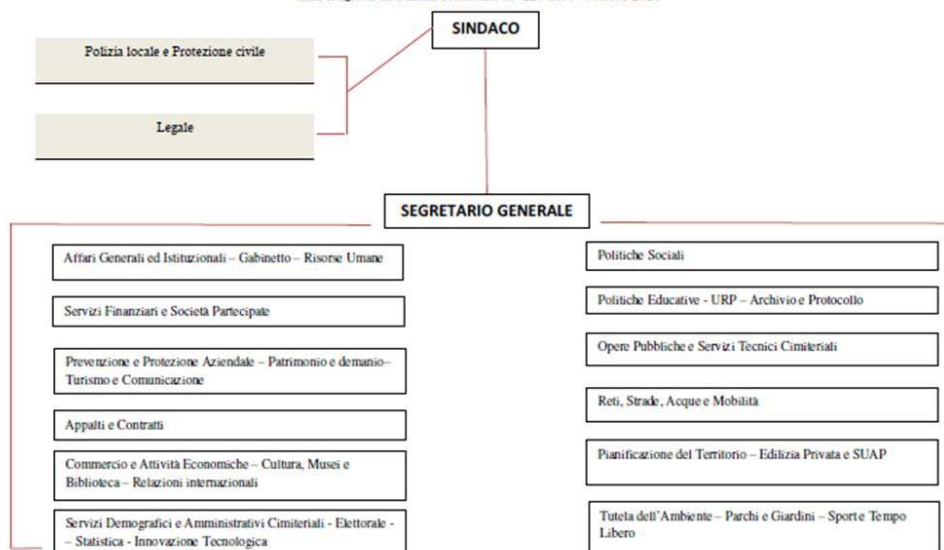 SINDACO
Polizia locale e Protezione civile
Legale
SEGRETARIO GENERALE
Affari Generali ed Istituzionali – Gabinetto – Risorse Umane
Servizi Finanziari e Società Partecipate
Prevenzione e Protezione Aziendale – Patrimonio e demanio–
Turismo e Comunicazione
Appalti e Contratti
Commercio e Attività Economiche – Cultura, Musei e
Biblioteca – Relazioni internazionali
Servizi Demografici e Amministrativi Cimiteriali - Elettorale -
– Statistica - Innovazione Tecnologica
Politiche Sociali
Politiche Educative - URP – Archivio e Protocollo
Opere Pubbliche e Servizi Tecnici Cimiteriali
Reti, Strade, Acque e Mobilità
Pianificazione del Territorio – Edilizia Privata e SUAP
Tutela dell’Ambiente – Parchi e Giardini – Sport e Tempo
Libero